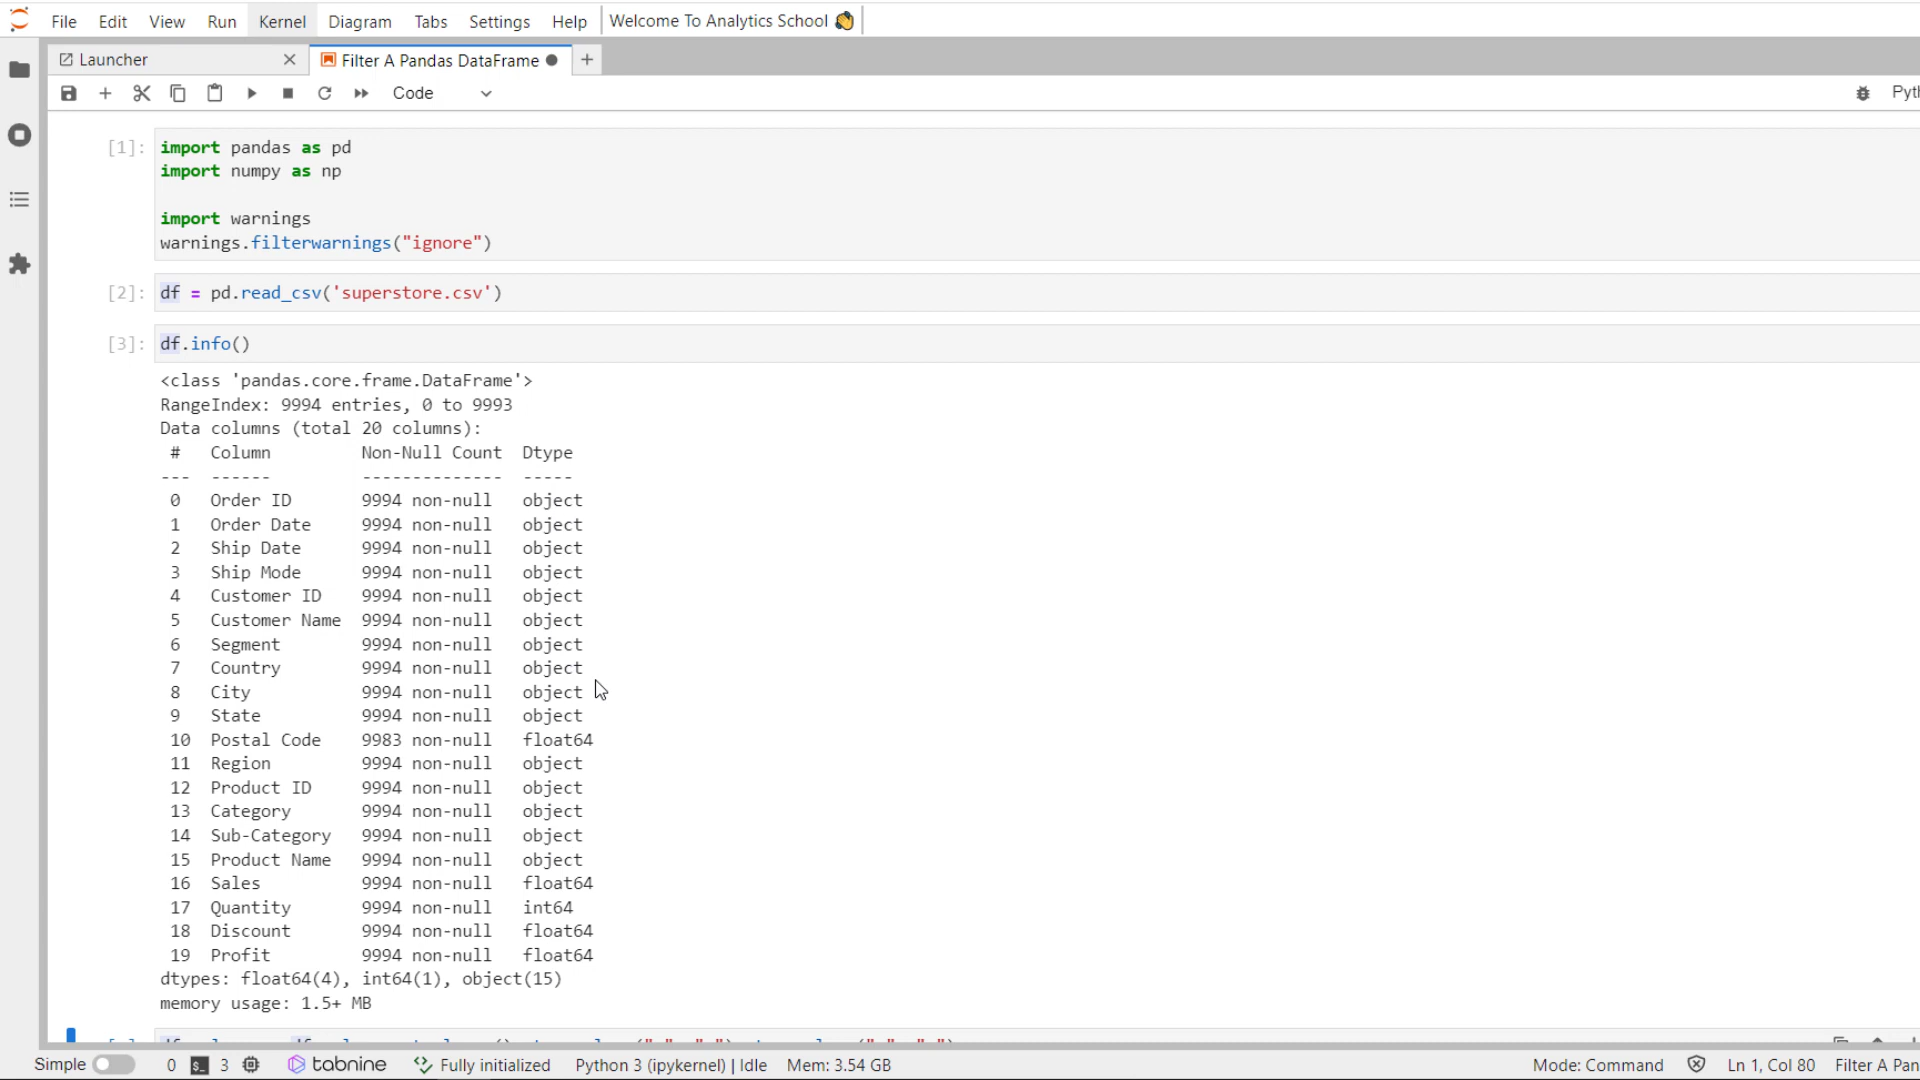 File Edit View Run Kernel Diagram Tabs Settings Help Welcome To Analytics School
Launcher Filter A Pandas DataFrame
Code Pyth
[1]: import pandas as pd
import numpy as np
import warnings
warnings.filterwarnings("ignore")
[2]: df = pd.read_csv('superstore.csv')
[3]: df.info()
<class 'pandas.core.frame.DataFrame'>
RangeIndex: 9994 entries, 0 to 9993
Data columns (total 20 columns):
# Column Non-Null Count Dtype
--- ------ -------------- -----
0 Order ID 9994 non-null object
1 Order Date 9994 non-null object
2 Ship Date 9994 non-null object
3 Ship Mode 9994 non-null object
4 Customer ID 9994 non-null object
5 Customer Name 9994 non-null object
6 Segment 9994 non-null object
7 Country 9994 non-null object
8 City 9994 non-null object
9 State 9994 non-null object
10 Postal Code 9983 non-null float64
11 Region 9994 non-null object
12 Product ID 9994 non-null object
13 Category 9994 non-null object
14 Sub-Category 9994 non-null object
15 Product Name 9994 non-null object
16 Sales 9994 non-null float64
17 Quantity 9994 non-null int64
18 Discount 9994 non-null float64
19 Profit 9994 non-null float64
dtypes: float64(4), int64(1), object(15)
memory usage: 1.5+ MB
Simple 0 3 tabnine Fully initialized Python 3 (ipykernel) | Idle Mem: 3.54 GB Mode: Command Ln 1, Col 80 Filter A Pan